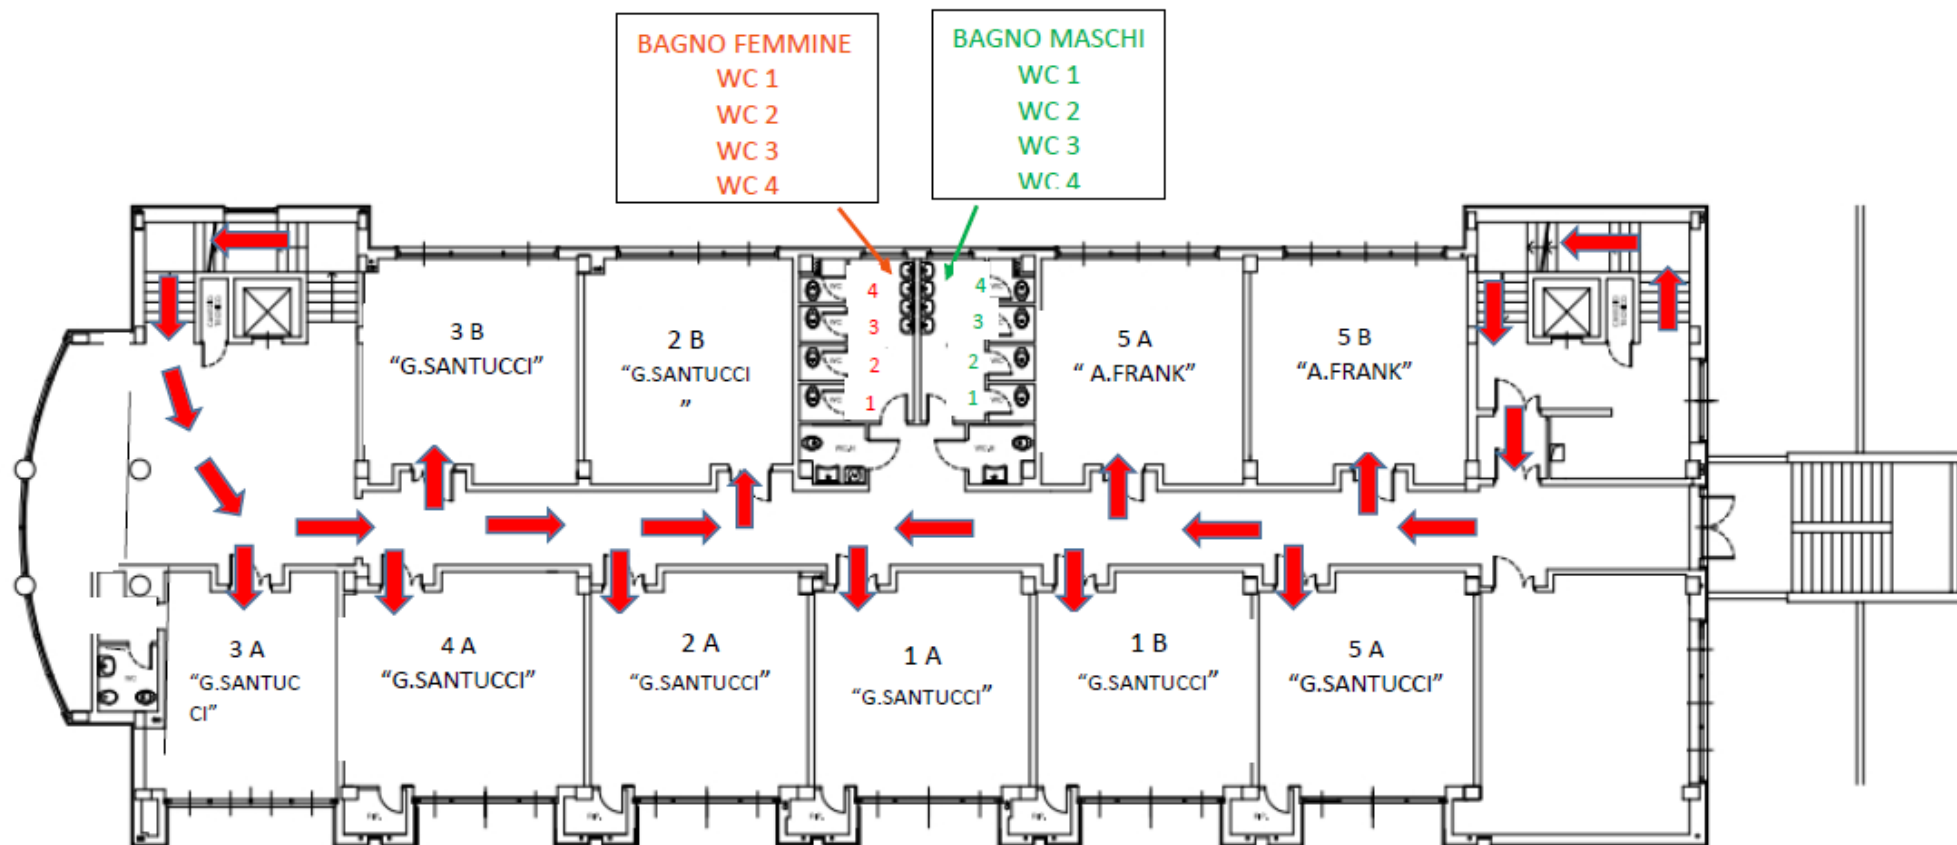 BAGNO FEMMINE
WC 1
WC 2
WC 3
WC 4
BAGNO MASCHI
WC 1
WC 2
WC 3
WC 4
3 B
“G.SANTUCCI”
2 B
“G.SANTUCCI
”
4
3
2
1
4
3
2
1
5 A
“ A.FRANK”
5 B
“A.FRANK”
3 A
“G.SANTUC
CI”
4 A
“G.SANTUCCI”
2 A
“G.SANTUCCI”
1 A
“G.SANTUCCI”
1 B
“G.SANTUCCI”
5 A
“G.SANTUCCI”